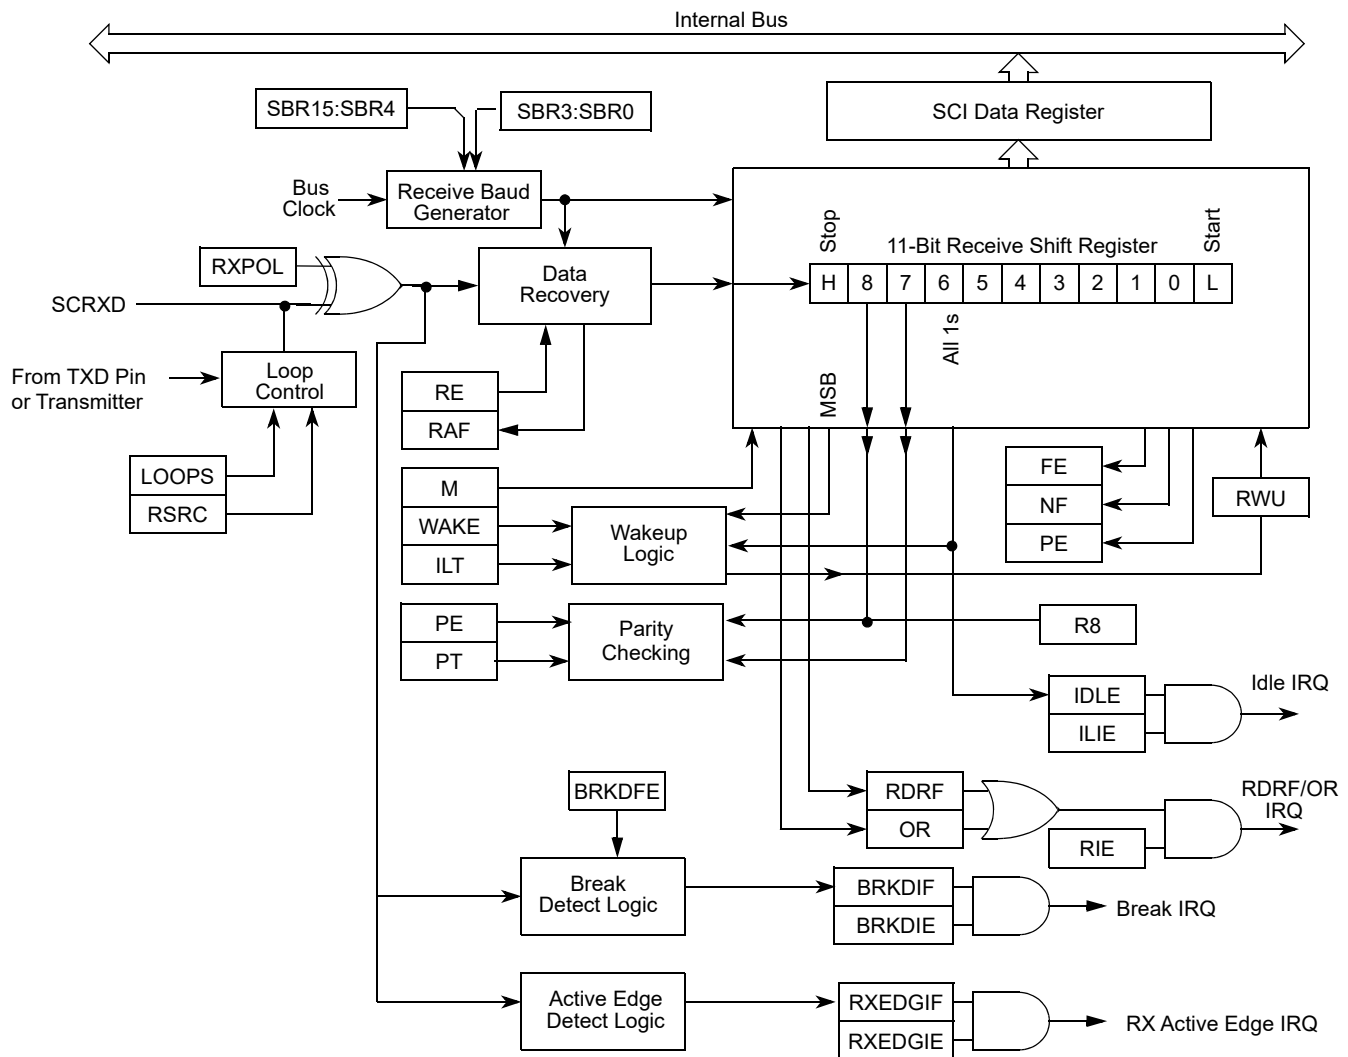 Internal Bus
SBR15:SBR4
SBR3:SBR0
SCI Data Register
Bus
Clock
Receive Baud
Generator
Stop
11-Bit Receive Shift Register
Start
RXPOL
Data
Recovery
H 8 7 6 5 4 3 2 1 0 L
SCRXD
All 1s
From TXD Pin
or Transmitter
Loop
Control
RE
RAF
MSB
LOOPS
RSRC
M
WAKE
ILT
Wakeup
Logic
FE
NF
PE
RWU
PE
PT
Parity
Checking
R8
IDLE
ILIE
Idle IRQ
BRKDFE
RDRF
OR
RIE
RDRF/OR
IRQ
Break
Detect Logic
BRKDIF
BRKDIE
Break IRQ
Active Edge
Detect Logic
RXEDGIF
RXEDGIE
RX Active Edge IRQ